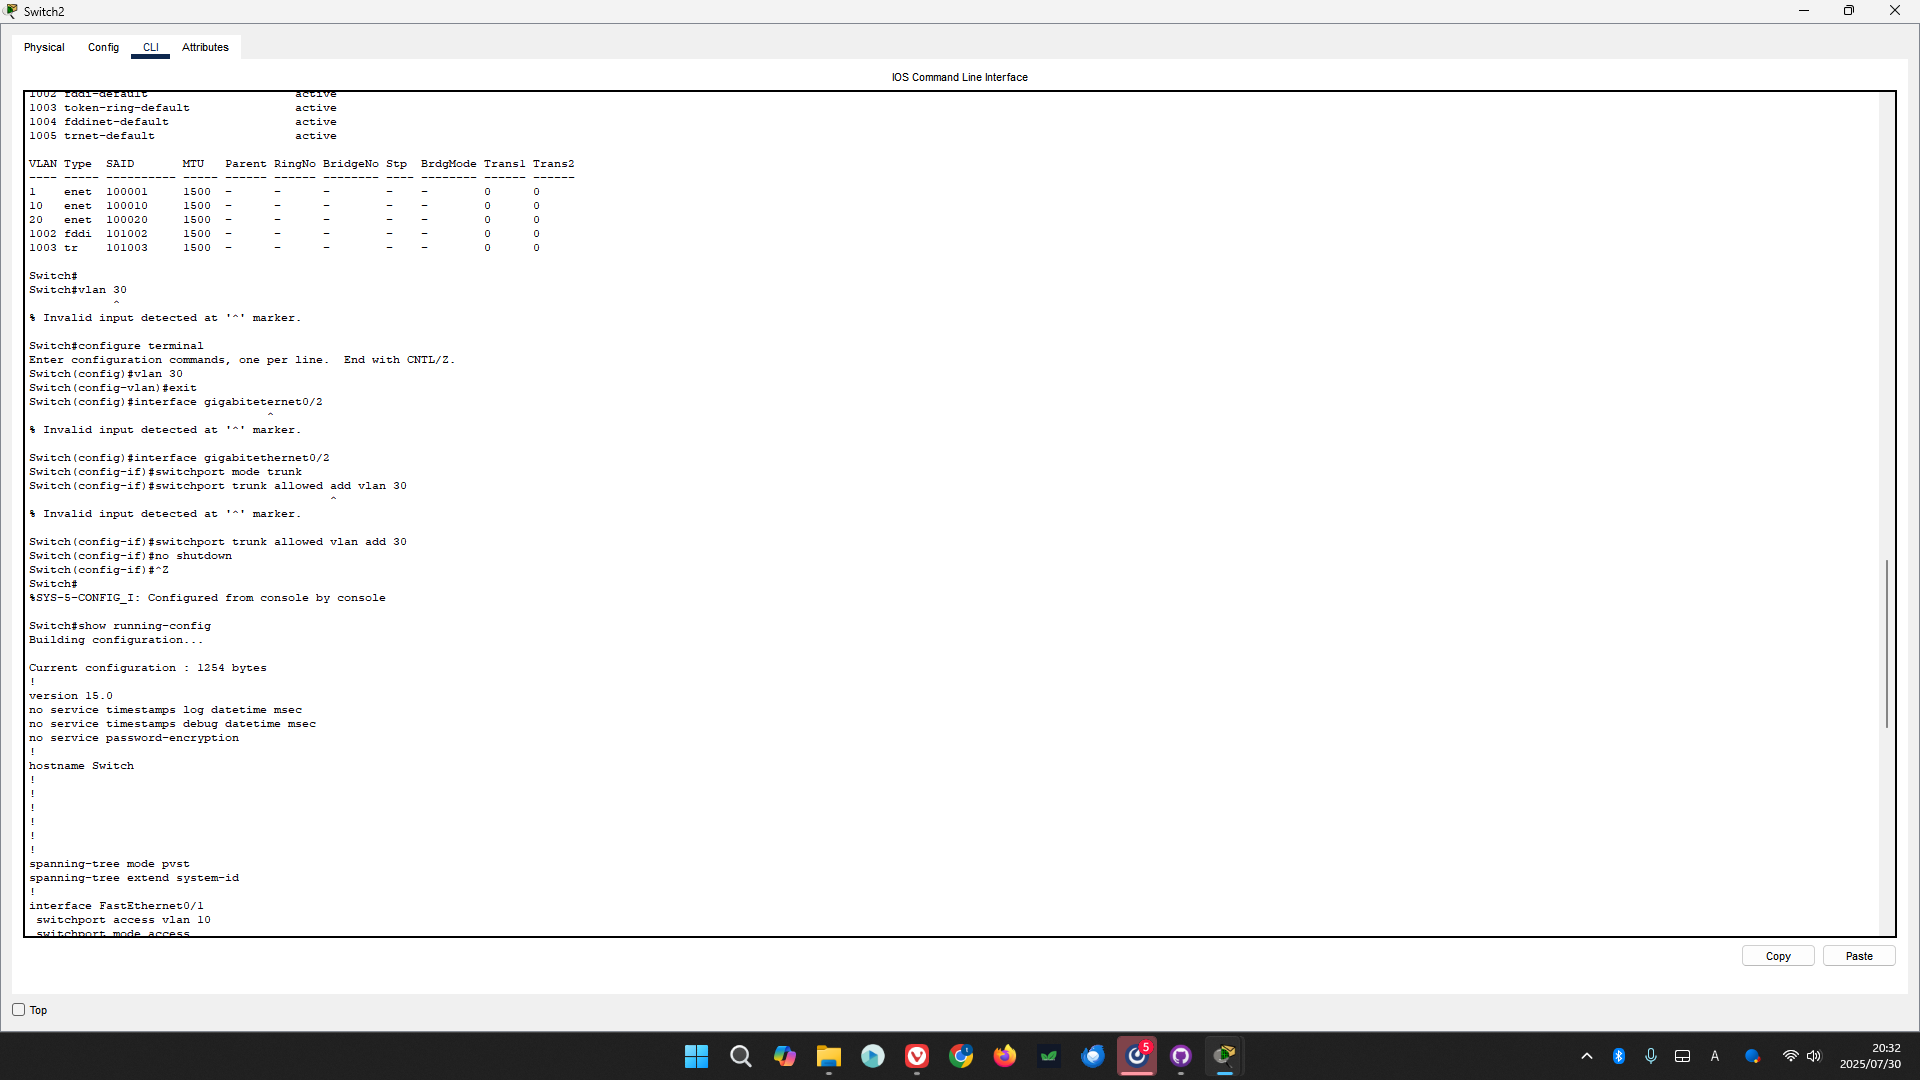 Switch2
Physical Config CLI Attributes
IOS Command Line Interface
1002 fddi-default active
1003 token-ring-default active
1004 fddinet-default active
1005 trnet-default active
VLAN Type SAID MTU Parent RingNo BridgeNo Stp BrdgMode Trans1 Trans2
---- ----- ---------- ----- ------ ------ -------- ---- -------- ------ ------
1 enet 100001 1500 - - - - - 0 0
10 enet 100010 1500 - - - - - 0 0
20 enet 100020 1500 - - - - - 0 0
1002 fddi 101002 1500 - - - - - 0 0
1003 tr 101003 1500 - - - - - 0 0
Switch#
Switch#vlan 30
^
% Invalid input detected at '^' marker.
Switch#configure terminal
Enter configuration commands, one per line. End with CNTL/Z.
Switch(config)#vlan 30
Switch(config-vlan)#exit
Switch(config)#interface gigabiteternet0/2
^
% Invalid input detected at '^' marker.
Switch(config)#interface gigabitethernet0/2
Switch(config-if)#switchport mode trunk
Switch(config-if)#switchport trunk allowed add vlan 30
^
% Invalid input detected at '^' marker.
Switch(config-if)#switchport trunk allowed vlan add 30
Switch(config-if)#no shutdown
Switch(config-if)#^Z
Switch#
%SYS-5-CONFIG_I: Configured from console by console
Switch#show running-config
Building configuration...
Current configuration : 1254 bytes
!
version 15.0
no service timestamps log datetime msec
no service timestamps debug datetime msec
no service password-encryption
!
hostname Switch
!
!
!
!
!
!
spanning-tree mode pvst
spanning-tree extend system-id
!
interface FastEthernet0/1
switchport access vlan 10
switchport mode access
Copy Paste
Top
5
A
20:32
2025/07/30